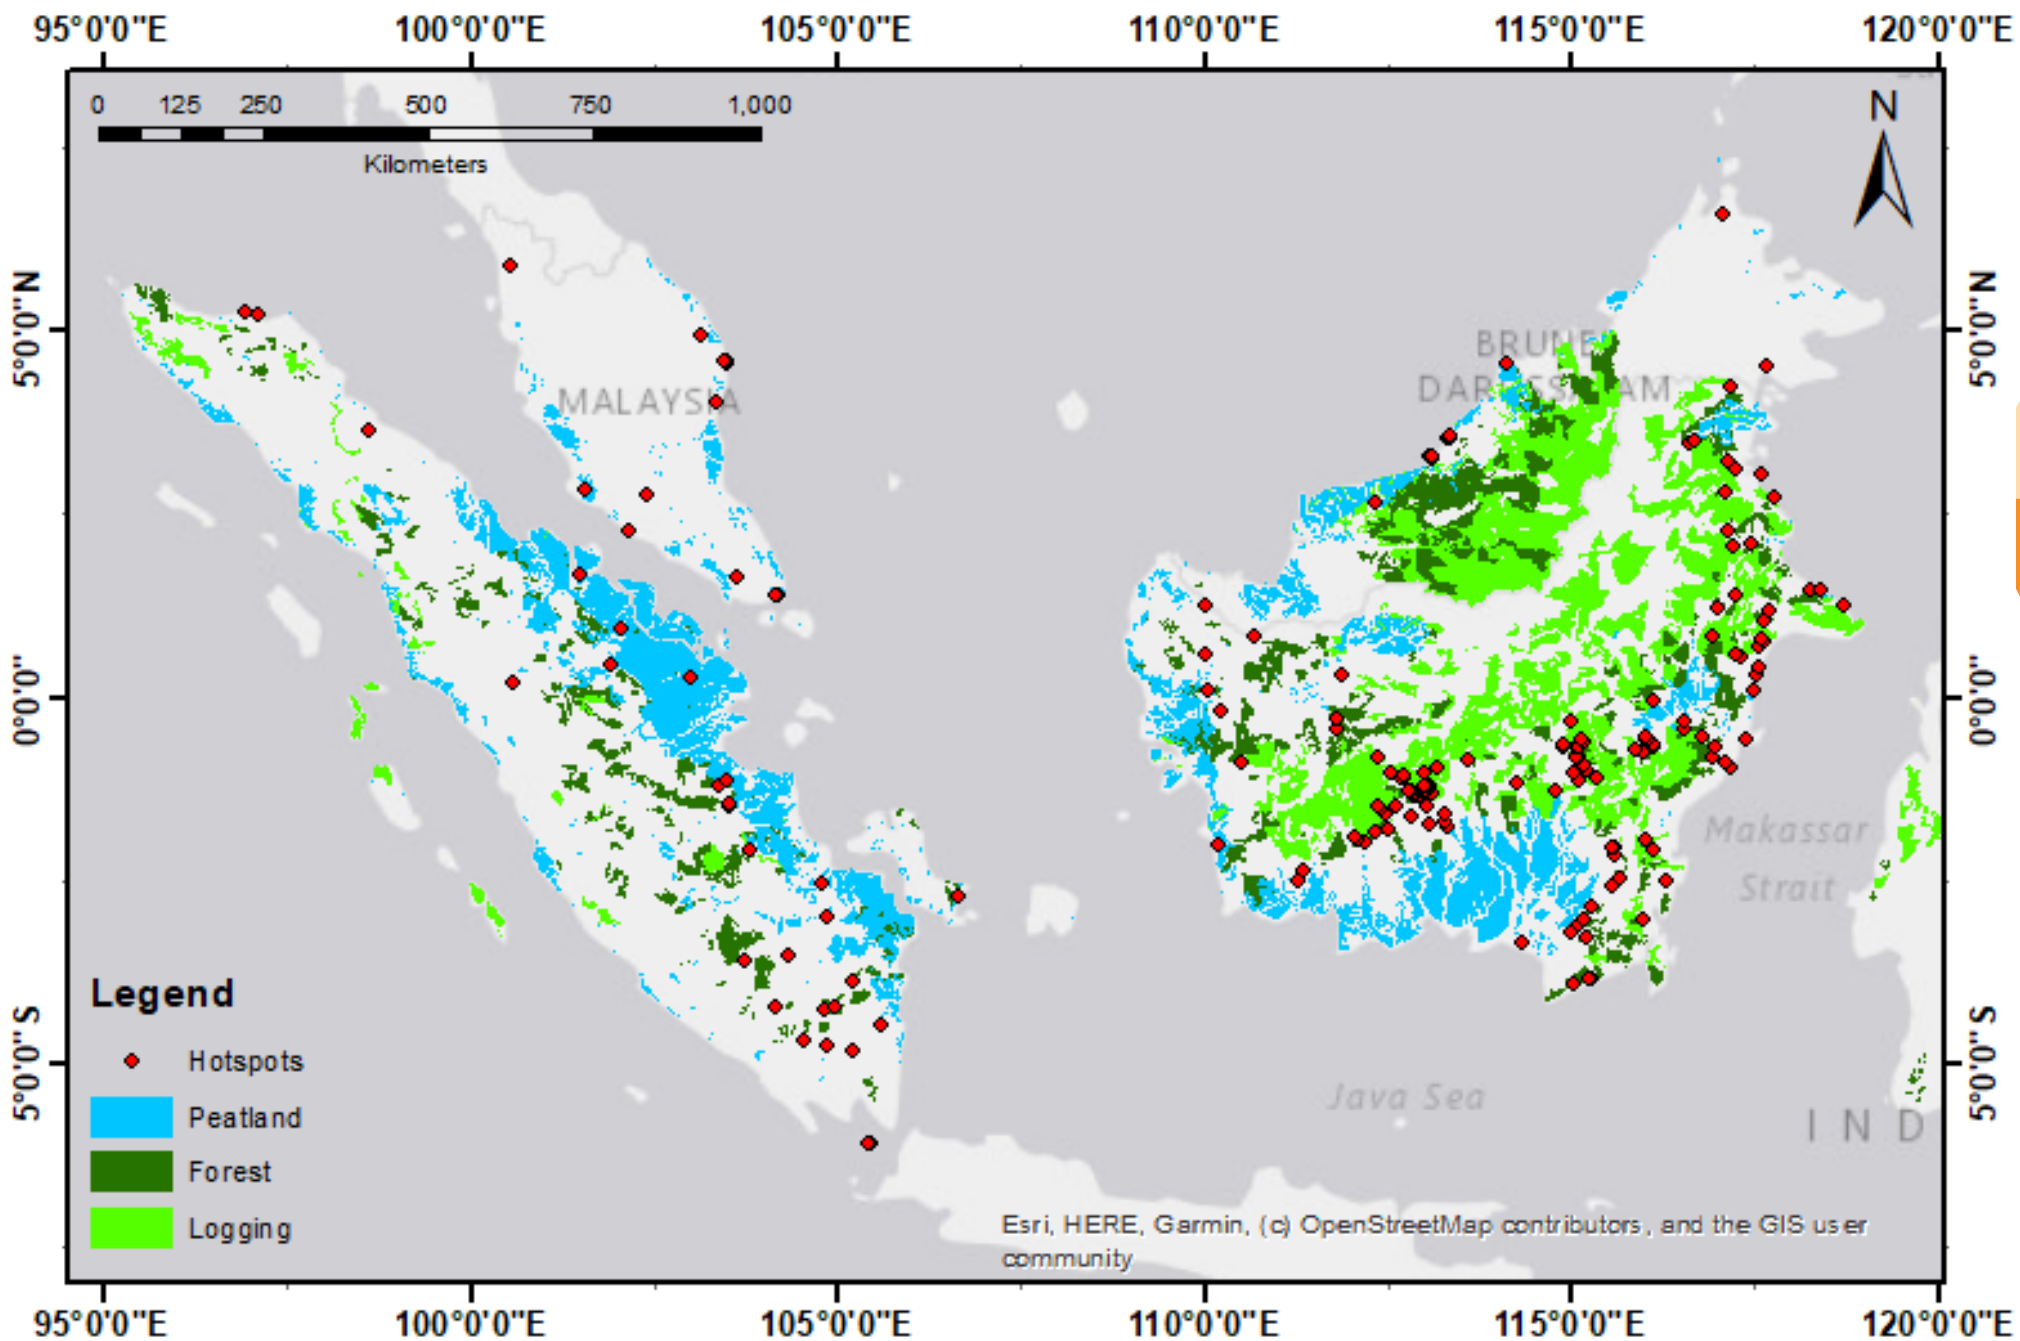 95°0'0"E 100°0'0"E 105°0'0"E 110°0'0"E 115°0'0"E 120°0'0"E
0 125 250 500 750 1,000
Kilometers
N
5°0'0"N 5°0'0"N
BRUNEI
DARUSSALAM
MALAYSIA
0°0'0" 0°0'0"
Makassar
Strait
Legend
Hotspots
Peatland
Forest
Logging
5°0'0"S 5°0'0"S
Java Sea
I N D
Esri, HERE, Garmin, (c) OpenStreetMap contributors, and the GIS user
community
95°0'0"E 100°0'0"E 105°0'0"E 110°0'0"E 115°0'0"E 120°0'0"E